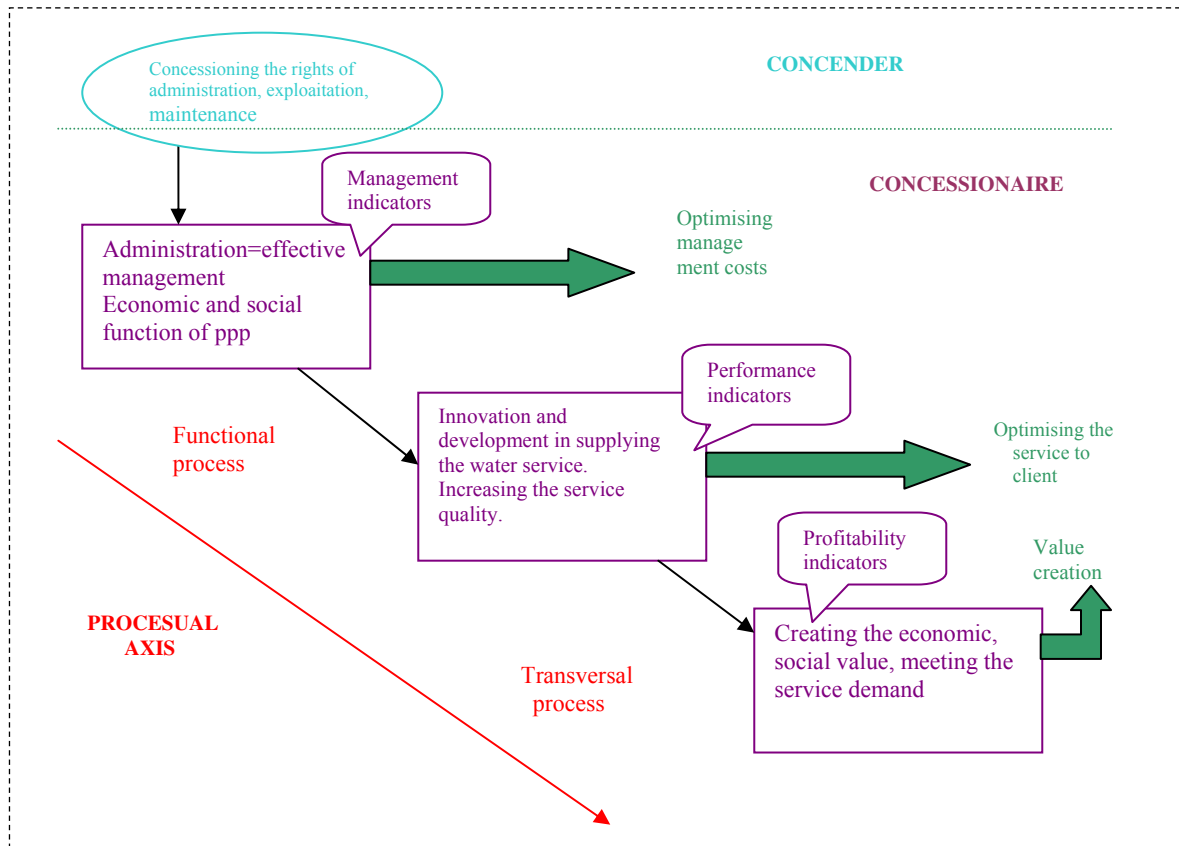 Concessioning the rights of
administration, exploaitation,
maintenance
CONCENDER
CONCESSIONAIRE
Management
indicators
Optimising
manage
ment costs
Administration=effective
management
Economic and social
function of ppp
Performance
indicators
Innovation and
development in supplying
the water service.
Increasing the service
quality.
Optimising the
service to
client
Functional
process
Profitability
indicators
Value
creation
PROCESUAL
AXIS
Creating the economic,
social value, meeting the
service demand
Transversal
process